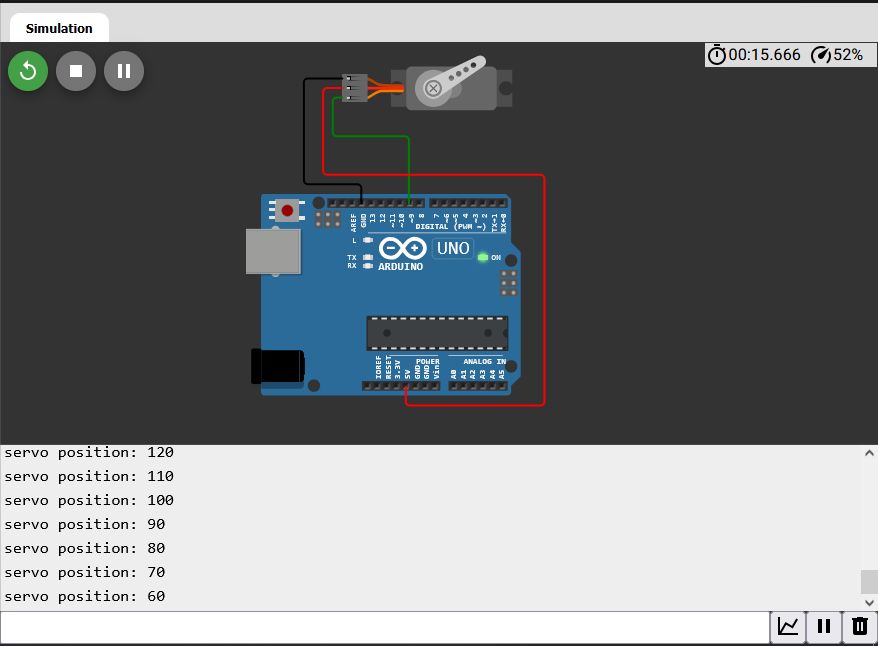 Simulation
00:15.666 52%
AREF GND 13 12 ~11 ~10 ~9 8 7 ~6 ~5 4 ~3 2 TX→1 RX←0
DIGITAL (PWM ~)
L
UNO
TX ON
RX ARDUINO
IOREF RESET 3.3V 5V GND GND Vin A0 A1 A2 A3 A4 A5
POWER ANALOG IN
servo position: 120
servo position: 110
servo position: 100
servo position: 90
servo position: 80
servo position: 70
servo position: 60